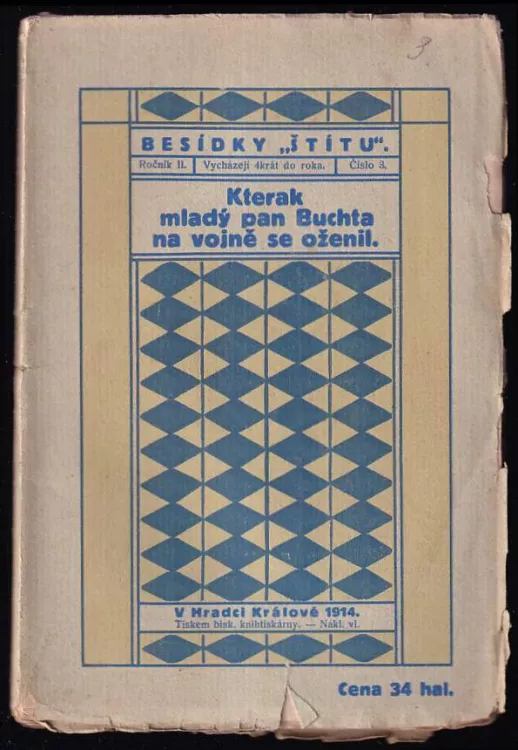 3.
BESÍDKY „ŠTÍTU“.
Ročník II. Vycházejí 4krát do roka. Číslo 3.
Kterak
mladý pan Buchta
na vojně se oženil.
V Hradci Králové 1914.
Tiskem bisk. knihtiskárny. — Nákl. vl.
Cena 34 hal.